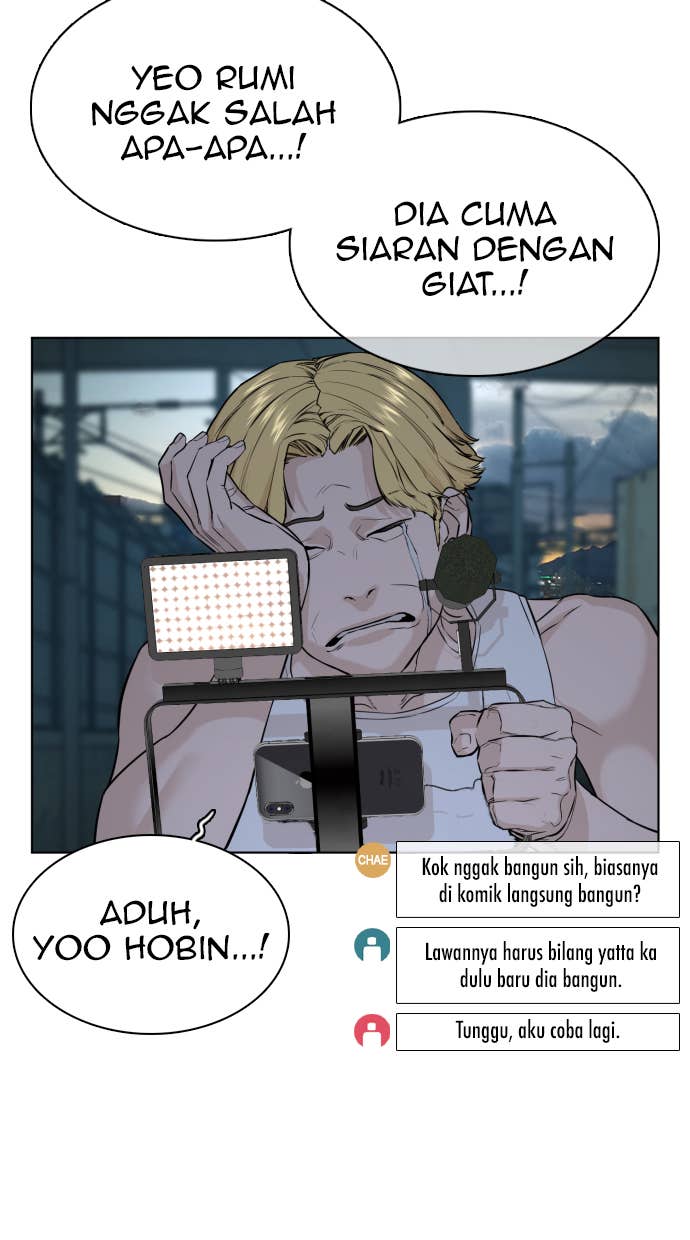 YEO RUMI
NGGAK SALAH
APA-APA...!
DIA CUMA
SIARAN DENGAN
GIAT...!
ADUH,
YOO HOBIN...!
CHAE
Kok nggak bangun sih, biasanya
di komik langsung bangun?
Lawannya harus bilang yatta ka
dulu baru dia bangun.
Tunggu, aku coba lagi.